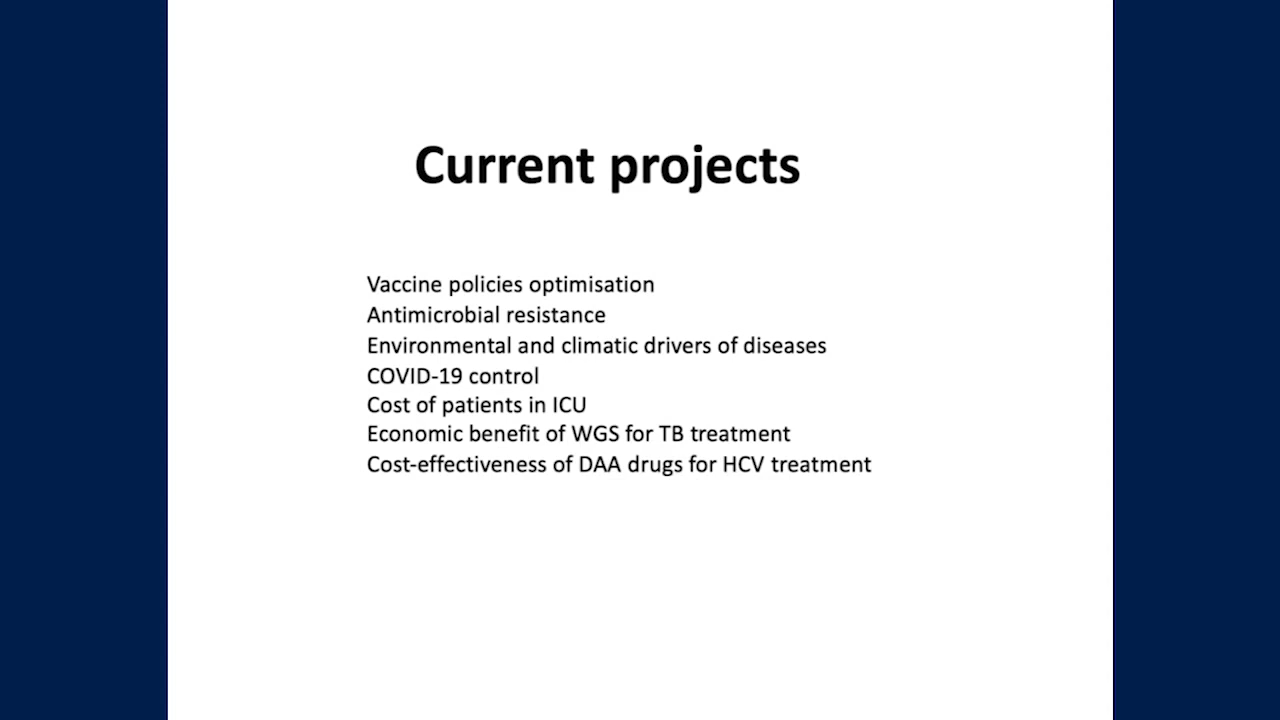 Current projects
Vaccine policies optimisation
Antimicrobial resistance
Environmental and climatic drivers of diseases
COVID-19 control
Cost of patients in ICU
Economic benefit of WGS for TB treatment
Cost-effectiveness of DAA drugs for HCV treatment